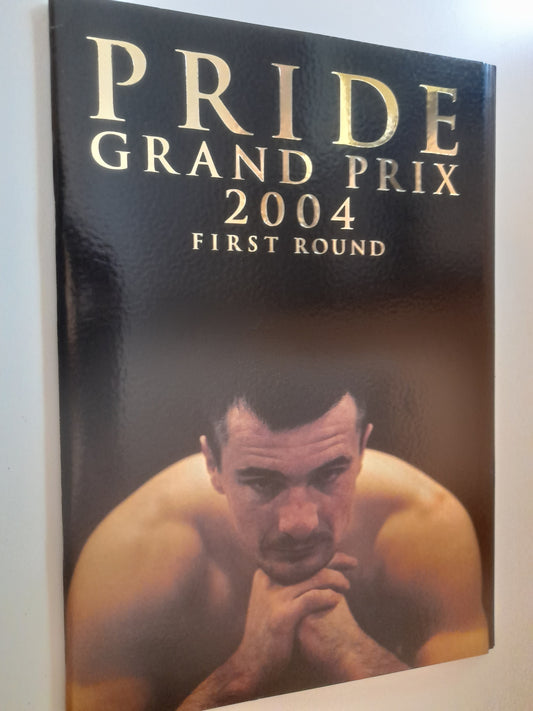 PRIDE
GRAND PRIX
2004
FIRST ROUND